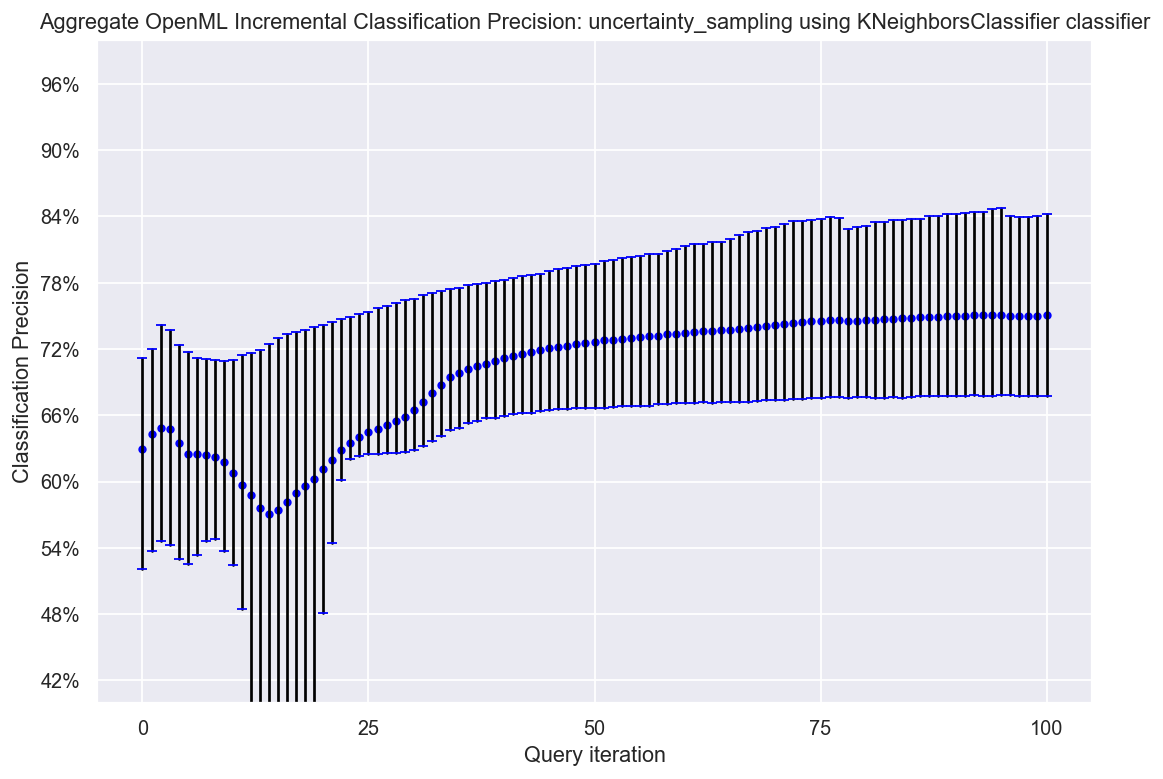 Aggregate OpenML Incremental Classification Precision: uncertainty_sampling using KNeighborsClassifier classifier
96%
90%
84%
78%
72%
66%
60%
54%
48%
42%
Classification Precision
0 25 50 75 100
Query iteration